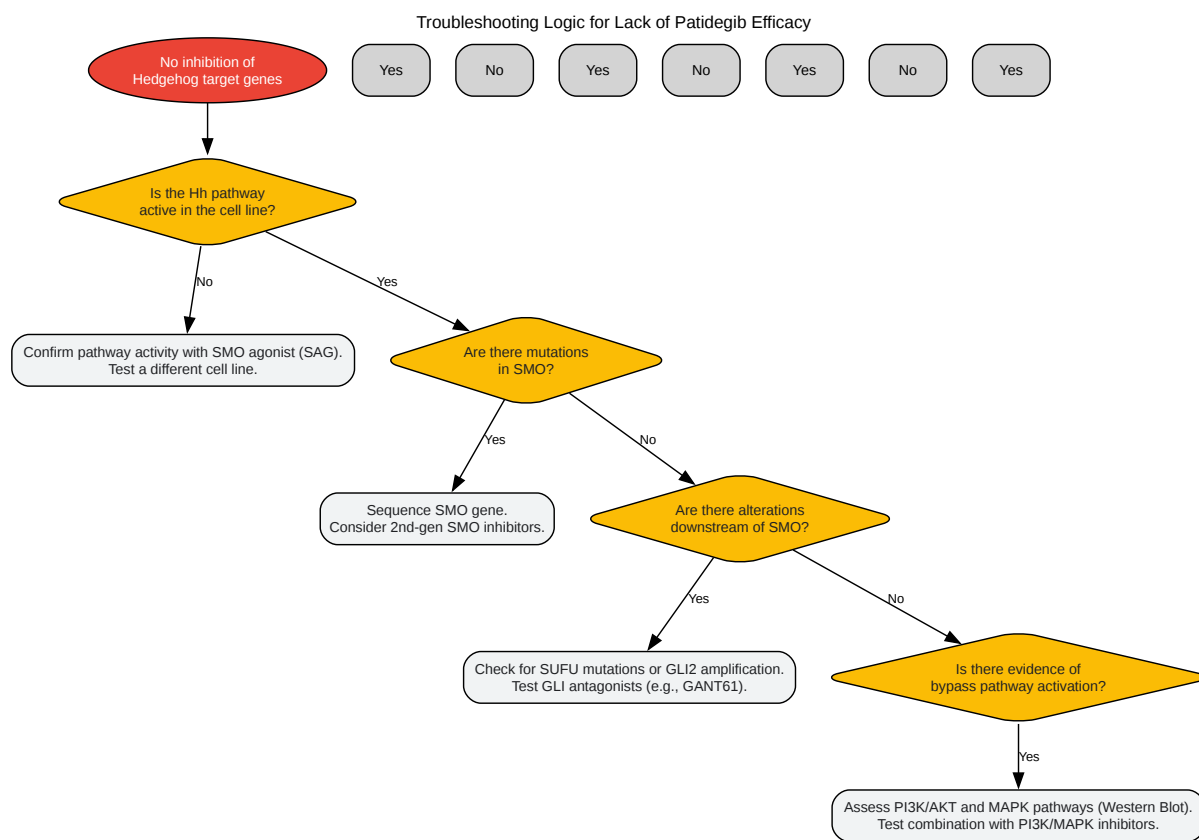 Troubleshooting Logic for Lack of Patidegib Efficacy
No inhibition of
Hedgehog target genes
Yes
No
Yes
No
Yes
No
Yes
Is the Hh pathway
active in the cell line?
No
Yes
Confirm pathway activity with SMO agonist (SAG).
Test a different cell line.
Are there mutations
in SMO?
Yes
No
Sequence SMO gene.
Consider 2nd-gen SMO inhibitors.
Are there alterations
downstream of SMO?
Yes
No
Check for SUFU mutations or GLI2 amplification.
Test GLI antagonists (e.g., GANT61).
Is there evidence of
bypass pathway activation?
Yes
Assess PI3K/AKT and MAPK pathways (Western Blot).
Test combination with PI3K/MAPK inhibitors.